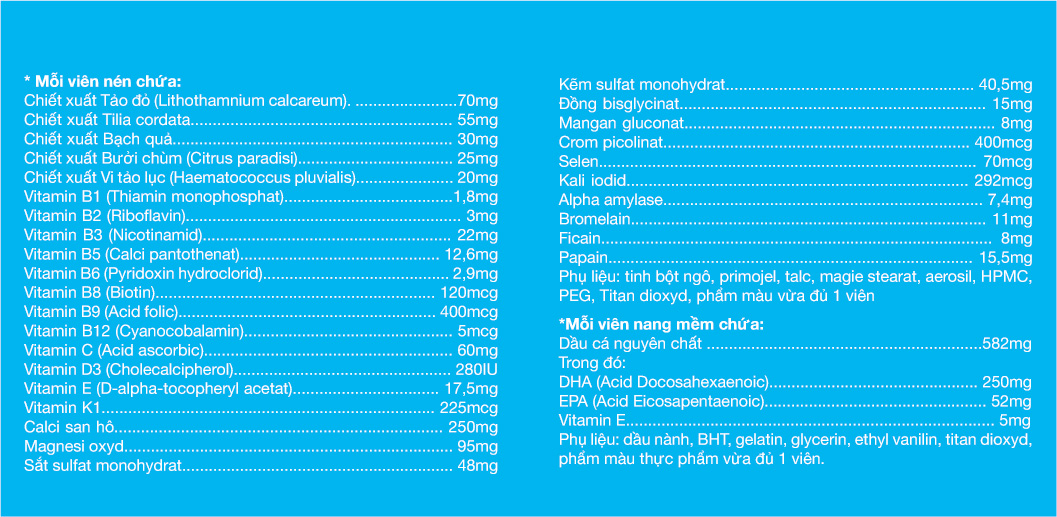 * Mỗi viên nén chứa:
Chiết xuất Tảo đỏ (Lithothamnium calcareum). .......................70mg
Chiết xuất Tilia cordata.......................................................... 55mg
Chiết xuất Bạch quả.............................................................. 30mg
Chiết xuất Bưởi chùm (Citrus paradisi).................................. 25mg
Chiết xuất Vi tảo lục (Haematococcus pluvialis)..................... 20mg
Vitamin B1 (Thiamin monophosphat).....................................1,8mg
Vitamin B2 (Riboflavin)............................................................ 3mg
Vitamin B3 (Nicotinamid)....................................................... 22mg
Vitamin B5 (Calci pantothenat)............................................ 12,6mg
Vitamin B6 (Pyridoxin hydroclorid)......................................... 2,9mg
Vitamin B8 (Biotin).............................................................. 120mcg
Vitamin B9 (Acid folic)......................................................... 400mcg
Vitamin B12 (Cyanocobalamin)............................................... 5mcg
Vitamin C (Acid ascorbic)....................................................... 60mg
Vitamin D3 (Cholecalcipherol)................................................ 280IU
Vitamin E (D-alpha-tocopheryl acetat)................................ 17,5mg
Vitamin K1.......................................................................... 225mcg
Calci san hô......................................................................... 250mg
Magnesi oxyd......................................................................... 95mg
Sắt sulfat monohydrat............................................................ 48mg
Kẽm sulfat monohydrat....................................................... 40,5mg
Đồng bisglycinat.................................................................... 15mg
Mangan gluconat..................................................................... 8mg
Crom picolinat.................................................................... 400mcg
Selen.................................................................................... 70mcg
Kali iodid............................................................................ 292mcg
Alpha amylase....................................................................... 7,4mg
Bromelain............................................................................... 11mg
Ficain....................................................................................... 8mg
Papain................................................................................. 15,5mg
Phụ liệu: tinh bột ngô, primojel, talc, magie stearat, aerosil, HPMC,
PEG, Titan dioxyd, phẩm màu vừa đủ 1 viên
*Mỗi viên nang mềm chứa:
Dầu cá nguyên chất .............................................................582mg
Trong đó:
DHA (Acid Docosahexaenoic).............................................. 250mg
EPA (Acid Eicosapentaenoic)................................................. 52mg
Vitamin E.................................................................................. 5mg
Phụ liệu: dầu nành, BHT, gelatin, glycerin, ethyl vanilin, titan dioxyd,
phẩm màu thực phẩm vừa đủ 1 viên.